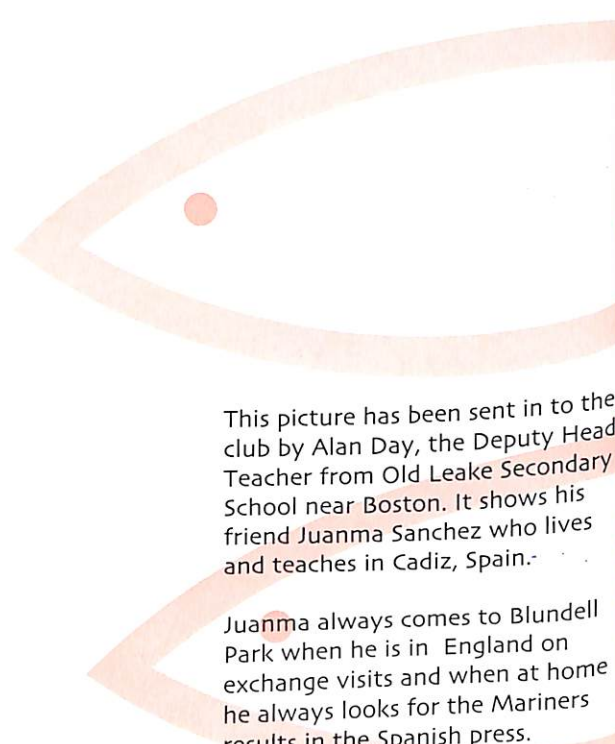 This picture has been sent in to the
club by Alan Day, the Deputy Head
Teacher from Old Leake Secondary
School near Boston. It shows his
friend Juanma Sanchez who lives
and teaches in Cadiz, Spain.-
Juanma always comes to Blundell
Park when he is in England on
exchange visits and when at home
he always looks for the Mariners
results in the Spanish press.